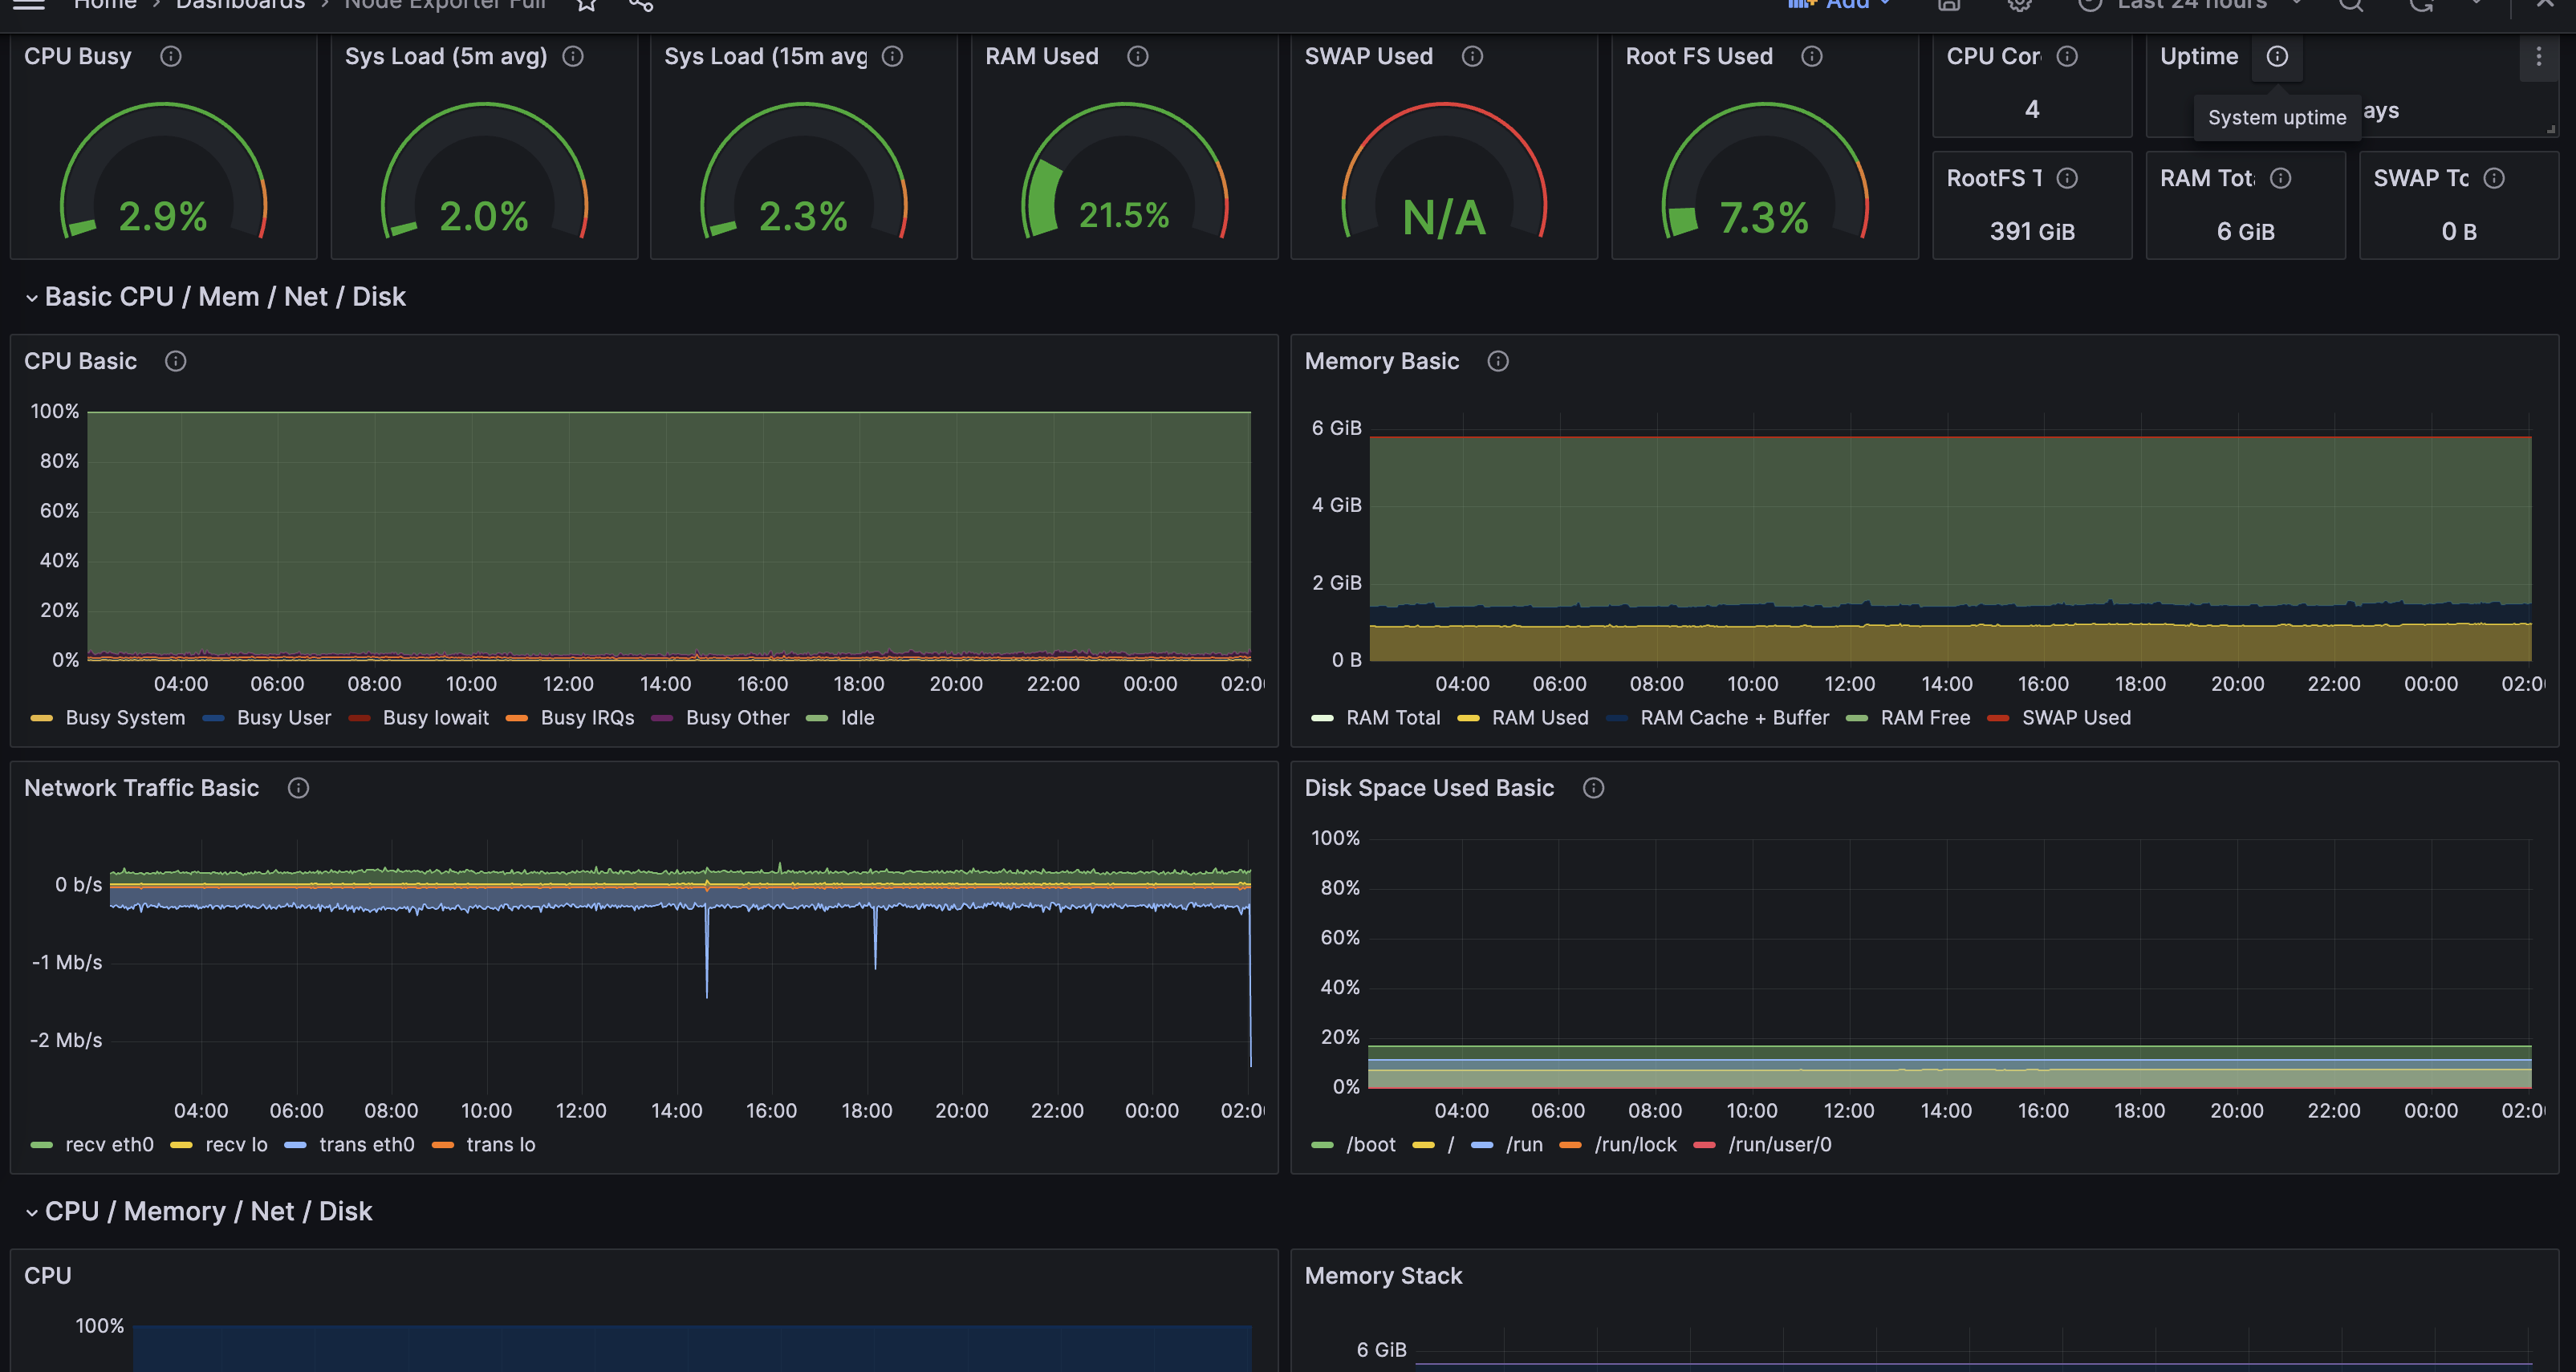 Home > Dashboards > Node Exporter Full
Add
Last 24 hours
CPU Busy
Sys Load (5m avg)
Sys Load (15m avg
RAM Used
SWAP Used
Root FS Used
CPU Cor
Uptime
2.9%
2.0%
2.3%
21.5%
N/A
7.3%
4
System uptime
ays
RootFS T
RAM Tot
SWAP Tc
391 GiB
6 GiB
0 B
Basic CPU / Mem / Net / Disk
CPU Basic
100%
80%
60%
40%
20%
0%
04:00 06:00 08:00 10:00 12:00 14:00 16:00 18:00 20:00 22:00 00:00 02:0
Busy System Busy User Busy Iowait Busy IRQs Busy Other Idle
Memory Basic
6 GiB
4 GiB
2 GiB
0 B
04:00 06:00 08:00 10:00 12:00 14:00 16:00 18:00 20:00 22:00 00:00 02:0
RAM Total RAM Used RAM Cache + Buffer RAM Free SWAP Used
Network Traffic Basic
0 b/s
-1 Mb/s
-2 Mb/s
04:00 06:00 08:00 10:00 12:00 14:00 16:00 18:00 20:00 22:00 00:00 02:0
recv eth0 recv lo trans eth0 trans lo
Disk Space Used Basic
100%
80%
60%
40%
20%
0%
04:00 06:00 08:00 10:00 12:00 14:00 16:00 18:00 20:00 22:00 00:00 02:0
/boot / /run /run/lock /run/user/0
CPU / Memory / Net / Disk
CPU
100%
Memory Stack
6 GiB